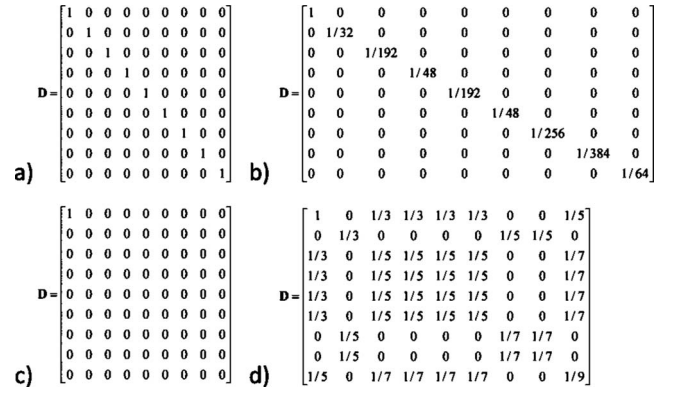 1 0 0 0 0 0 0 0 0
0 1 0 0 0 0 0 0 0
0 0 1 0 0 0 0 0 0
0 0 0 1 0 0 0 0 0
D = 0 0 0 0 1 0 0 0 0
0 0 0 0 0 1 0 0 0
0 0 0 0 0 0 1 0 0
0 0 0 0 0 0 0 1 0
a) 0 0 0 0 0 0 0 0 1
1 0 0 0 0 0 0 0 0
0 1/32 0 0 0 0 0 0 0
0 0 1/192 0 0 0 0 0 0
0 0 0 1/48 0 0 0 0 0
D = 0 0 0 0 1/192 0 0 0 0
0 0 0 0 0 1/48 0 0 0
0 0 0 0 0 0 1/256 0 0
0 0 0 0 0 0 0 1/384 0
b) 0 0 0 0 0 0 0 0 1/64
1 0 0 0 0 0 0 0 0
0 0 0 0 0 0 0 0 0
0 0 0 0 0 0 0 0 0
0 0 0 0 0 0 0 0 0
D = 0 0 0 0 0 0 0 0 0
0 0 0 0 0 0 0 0 0
0 0 0 0 0 0 0 0 0
0 0 0 0 0 0 0 0 0
c) 0 0 0 0 0 0 0 0 0
1 0 1/3 1/3 1/3 1/3 0 0 1/5
0 1/3 0 0 0 0 1/5 1/5 0
1/3 0 1/5 1/5 1/5 1/5 0 0 1/7
1/3 0 1/5 1/5 1/5 1/5 0 0 1/7
D = 1/3 0 1/5 1/5 1/5 1/5 0 0 1/7
1/3 0 1/5 1/5 1/5 1/5 0 0 1/7
0 1/5 0 0 0 0 1/7 1/7 0
0 1/5 0 0 0 0 1/7 1/7 0
d) 1/5 0 1/7 1/7 1/7 1/7 0 0 1/9